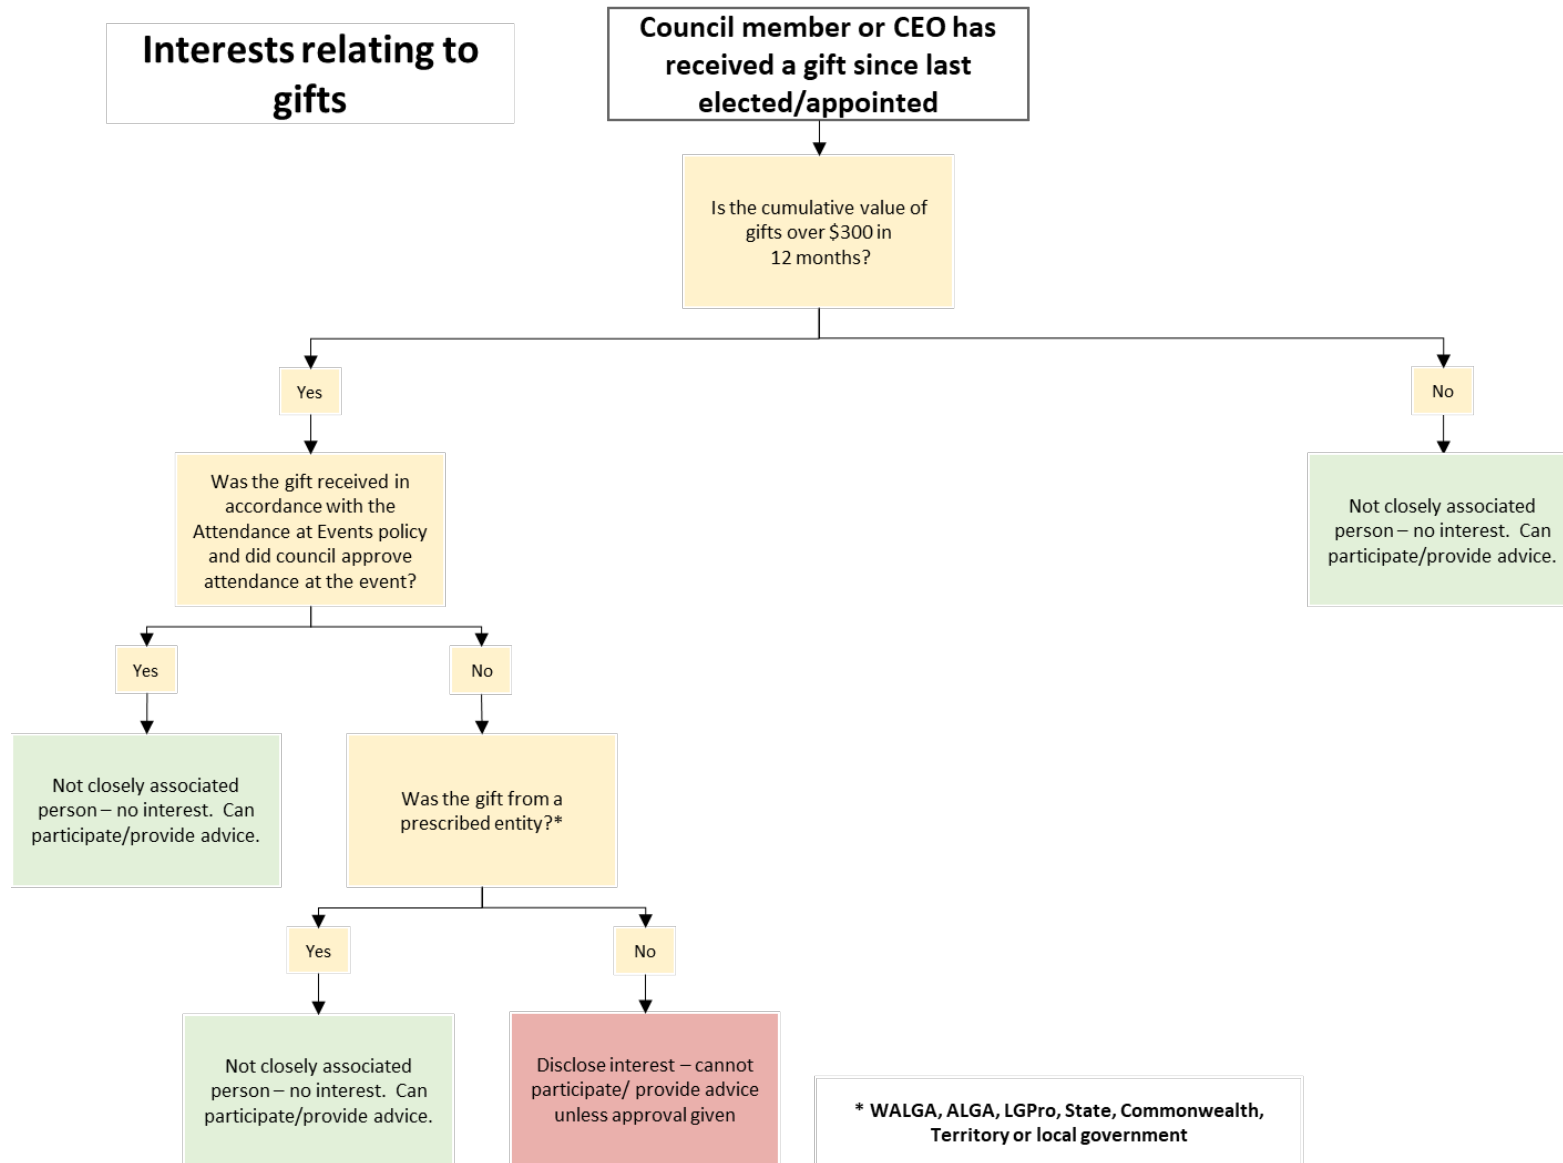 Interests relating to
gifts
Council member or CEO has
received a gift since last
elected/appointed
Is the cumulative value of
gifts over $300 in
12 months?
Yes
No
Was the gift received in
accordance with the
Attendance at Events policy
and did council approve
attendance at the event?
Not closely associated
person – no interest.  Can
participate/provide advice.
Yes
No
Not closely associated
person – no interest.  Can
participate/provide advice.
Was the gift from a
prescribed entity?*
Yes
No
Not closely associated
person – no interest.  Can
participate/provide advice.
Disclose interest – cannot
participate/ provide advice
unless approval given
* WALGA, ALGA, LGPro, State, Commonwealth,
Territory or local government